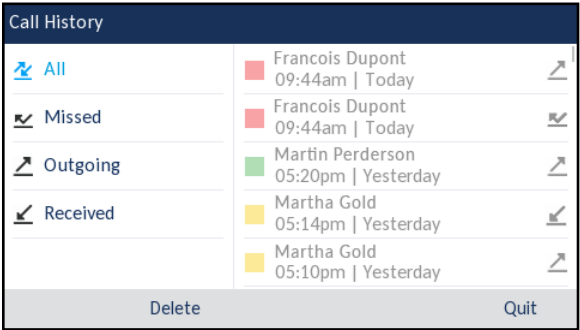 Call History
All
Missed
Outgoing
Received
Francois Dupont
09:44am | Today
Francois Dupont
09:44am | Today
Martin Perderson
05:20pm | Yesterday
Martha Gold
05:14pm | Yesterday
Martha Gold
05:10pm | Yesterday
Delete
Quit